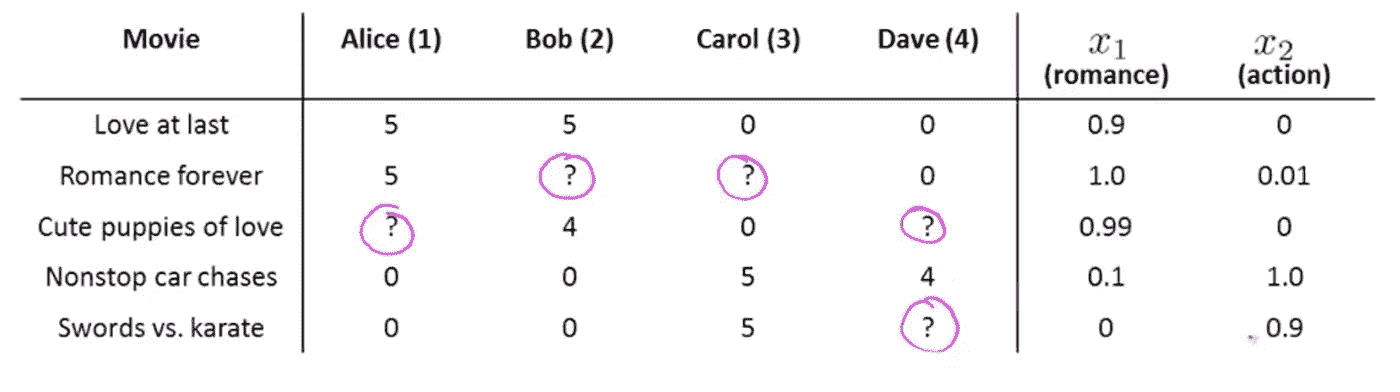 Movie Alice (1) Bob (2) Carol (3) Dave (4) x1 x2
(romance) (action)
Love at last 5 5 0 0 0.9 0
Romance forever 5 ? ? 0 1.0 0.01
Cute puppies of love ? 4 0 ? 0.99 0
Nonstop car chases 0 0 5 4 0.1 1.0
Swords vs. karate 0 0 5 ? 0 0.9